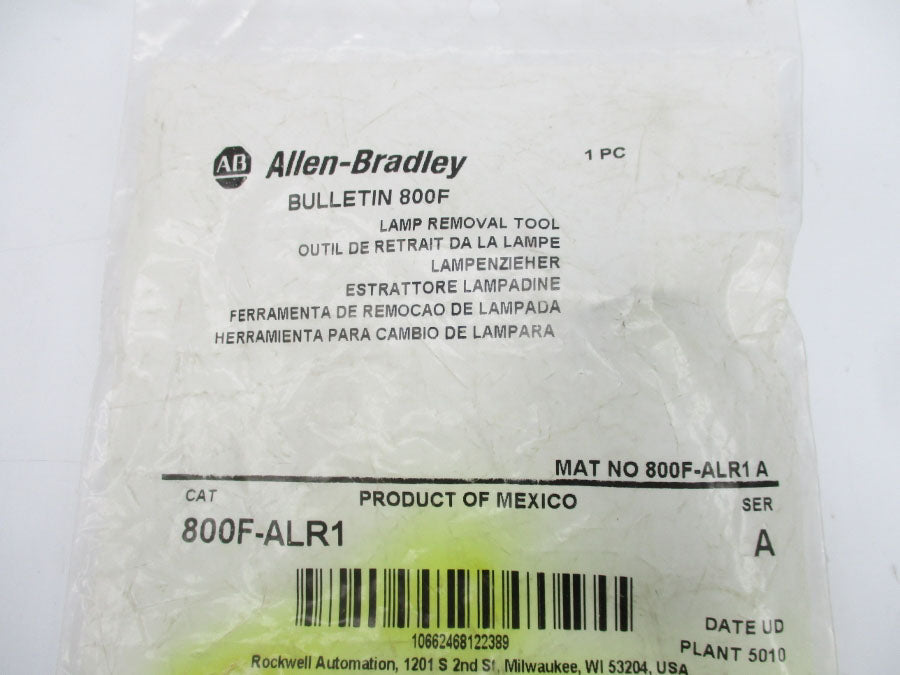 AB Allen-Bradley 1 PC
BULLETIN 800F
LAMP REMOVAL TOOL
OUTIL DE RETRAIT DA LA LAMPE
LAMPENZIEHER
ESTRATTORE LAMPADINE
FERRAMENTA DE REMOCAO DE LAMPADA
HERRAMIENTA PARA CAMBIO DE LAMPARA
MAT NO 800F-ALR1 A
CAT PRODUCT OF MEXICO SER
800F-ALR1 A
10662468122389
DATE UD
PLANT 5010
Rockwell Automation, 1201 S 2nd St, Milwaukee, WI 53204, USA